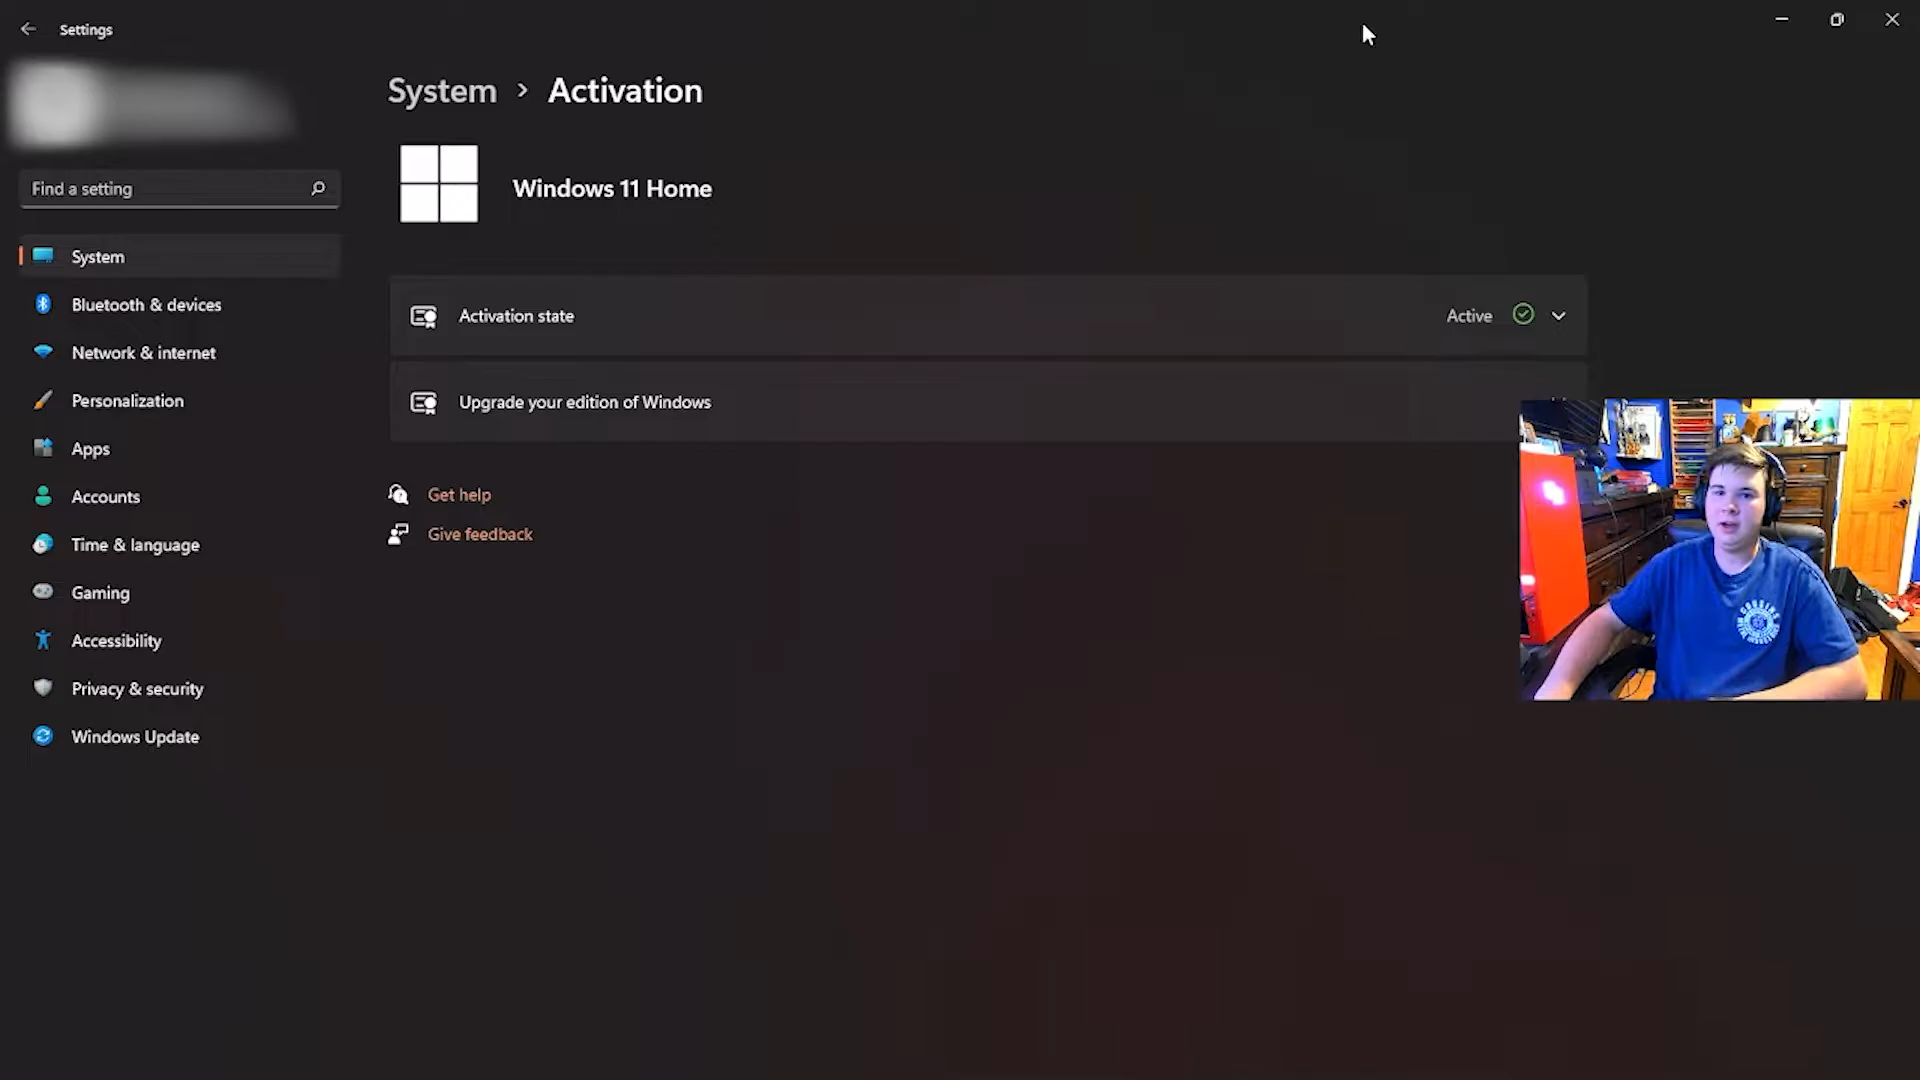 Settings
System > Activation
Windows 11 Home
Find a setting
System
Bluetooth & devices
Network & internet
Personalization
Apps
Accounts
Time & language
Gaming
Accessibility
Privacy & security
Windows Update
Activation state
Active
Upgrade your edition of Windows
Get help
Give feedback